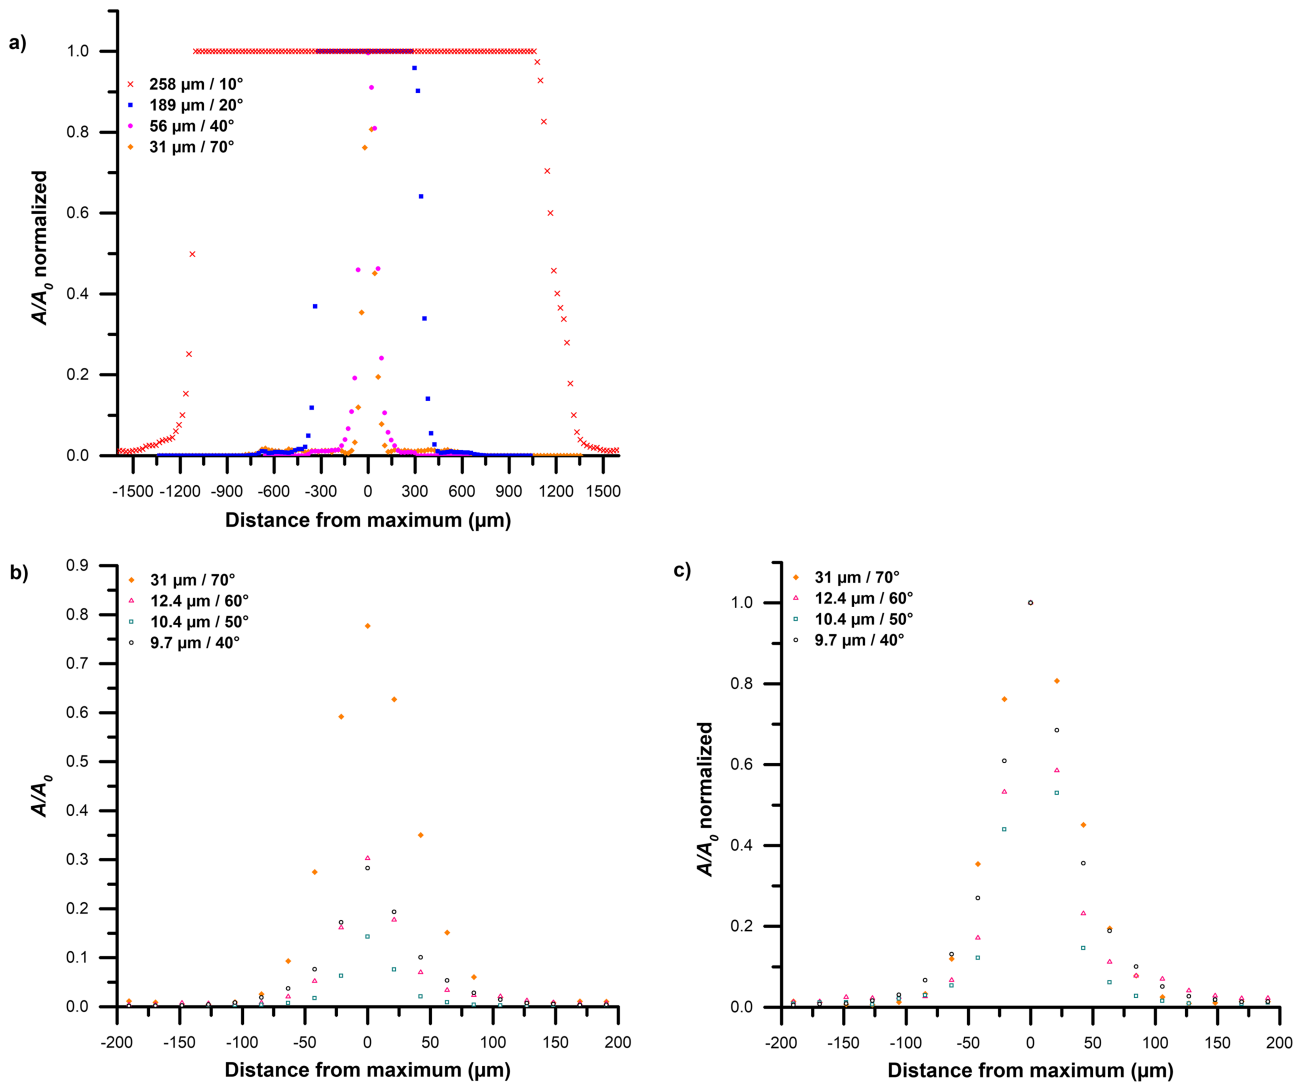 a)
1.0
0.8
0.6
0.4
0.2
0.0
A/A0 normalized
258 µm / 10°
189 µm / 20°
56 µm / 40°
31 µm / 70°
-1500 -1200 -900 -600 -300 0 300 600 900 1200 1500
Distance from maximum (µm)
b)
0.9
0.8
0.7
0.6
0.5
0.4
0.3
0.2
0.1
0.0
A/A0
31 µm / 70°
12.4 µm / 60°
10.4 µm / 50°
9.7 µm / 40°
-200 -150 -100 -50 0 50 100 150 200
Distance from maximum (µm)
c)
1.0
0.8
0.6
0.4
0.2
0.0
A/A0 normalized
31 µm / 70°
12.4 µm / 60°
10.4 µm / 50°
9.7 µm / 40°
-200 -150 -100 -50 0 50 100 150 200
Distance from maximum (µm)